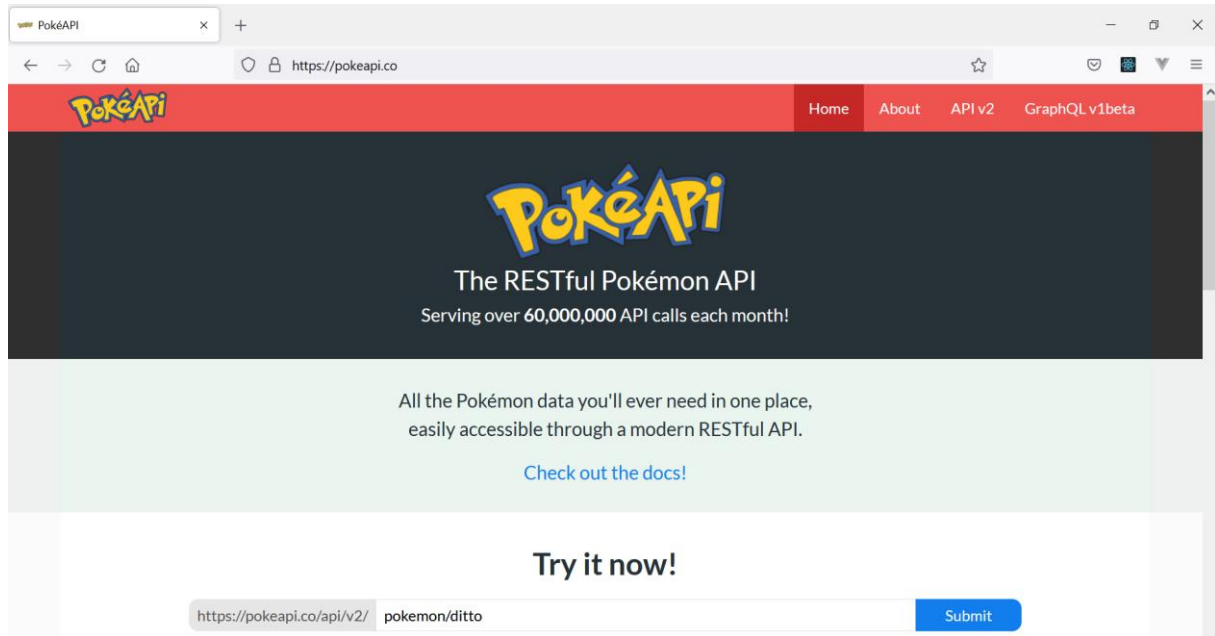 PokéAPI
https://pokeapi.co
PokéAPi
Home About API v2 GraphQL v1beta
PokéAPi
The RESTful Pokémon API
Serving over 60,000,000 API calls each month!
All the Pokémon data you'll ever need in one place,
easily accessible through a modern RESTful API.
Check out the docs!
Try it now!
https://pokeapi.co/api/v2/ pokemon/ditto Submit